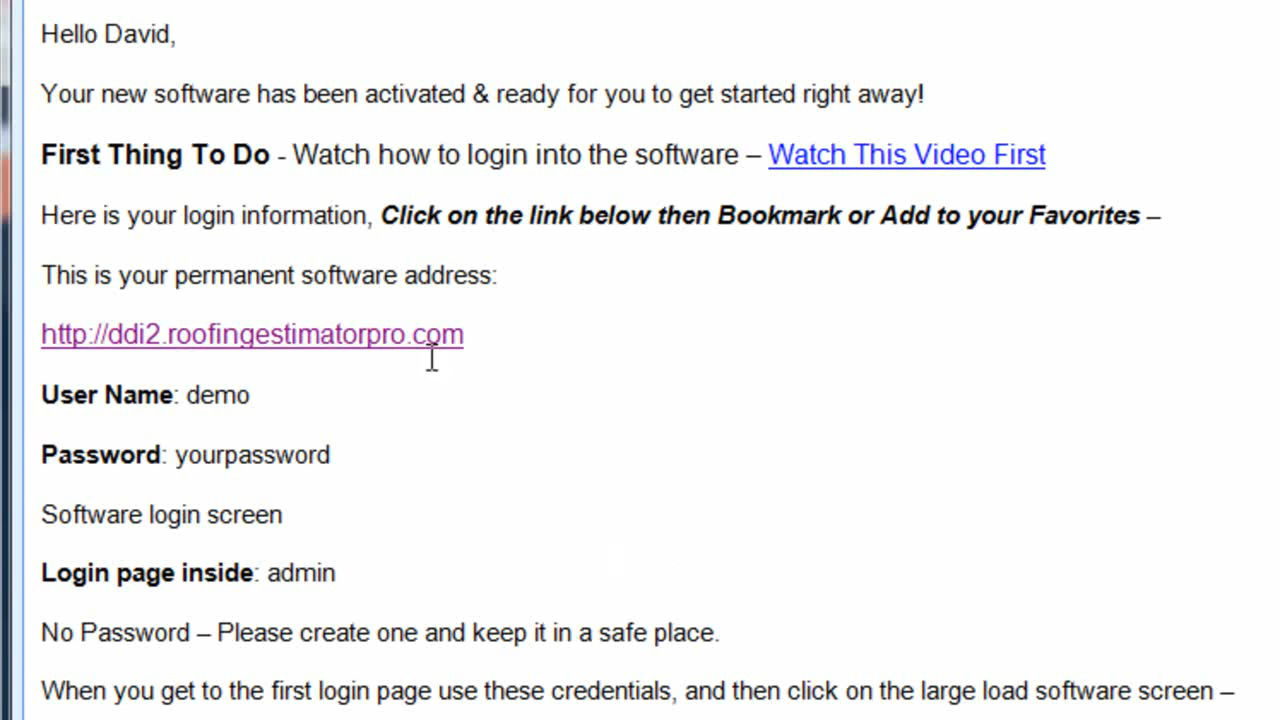 Hello David,
Your new software has been activated & ready for you to get started right away!
First Thing To Do - Watch how to login into the software – Watch This Video First
Here is your login information, Click on the link below then Bookmark or Add to your Favorites –
This is your permanent software address:
http://ddi2.roofingestimatorpro.com
User Name: demo
Password: yourpassword
Software login screen
Login page inside: admin
No Password – Please create one and keep it in a safe place.
When you get to the first login page use these credentials, and then click on the large load software screen –